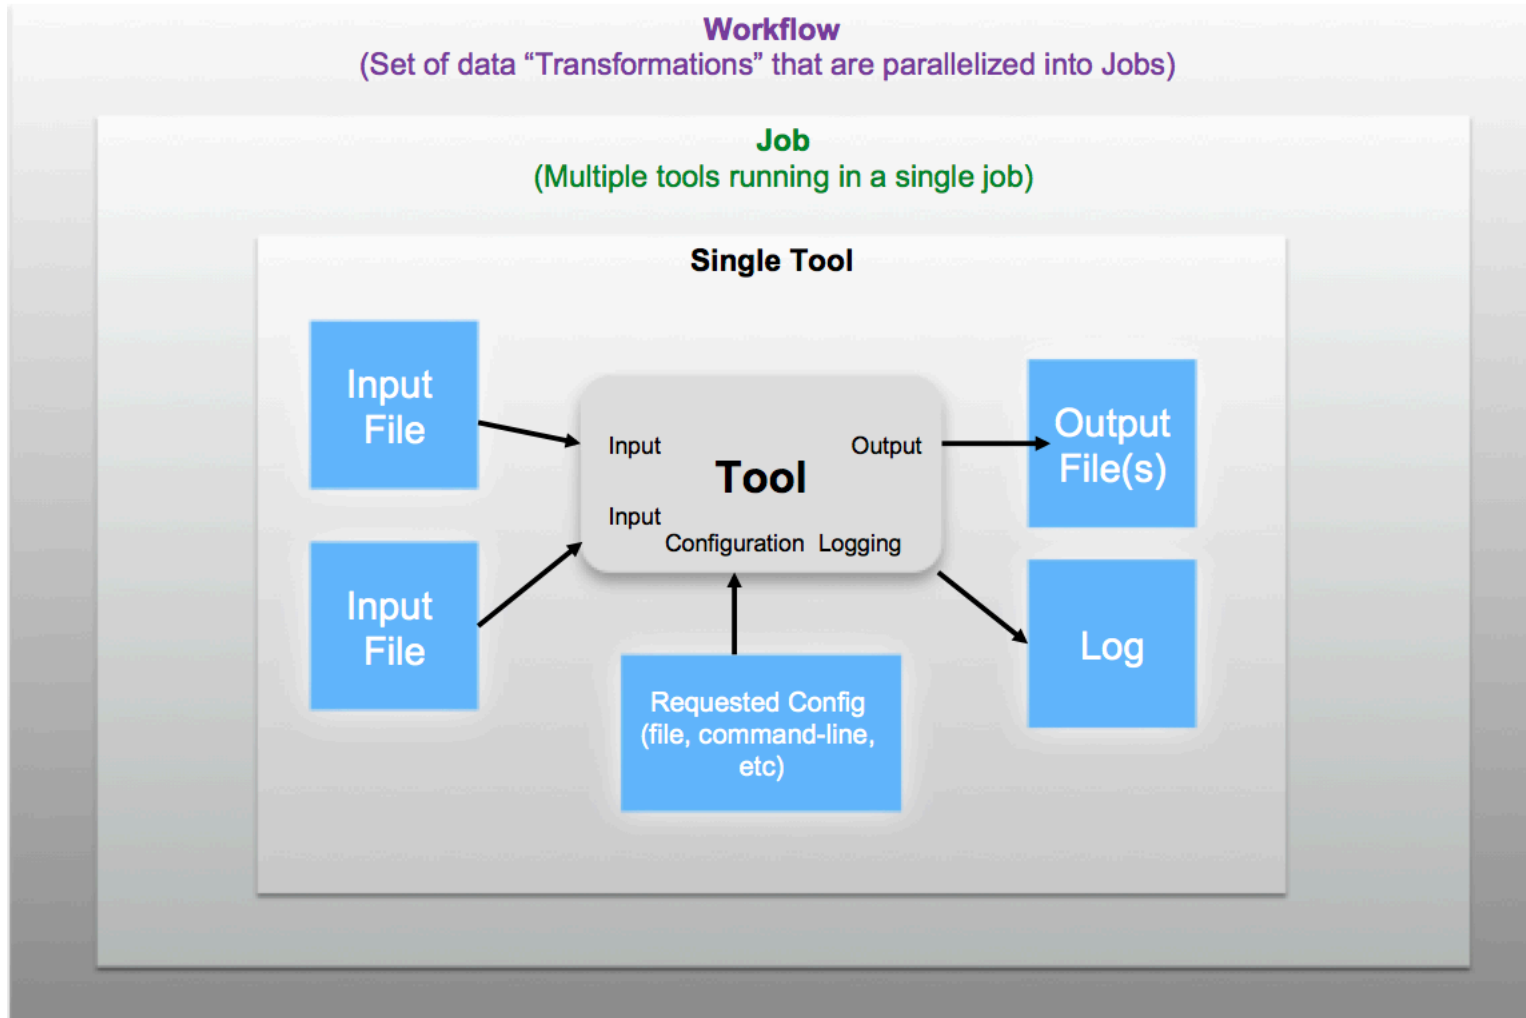 Workflow
(Set of data “Transformations” that are parallelized into Jobs)
Job
(Multiple tools running in a single job)
Single Tool
Input
File
Input
File
Input
Output
Tool
Input
Configuration
Logging
Requested Config
(file, command-line,
etc)
Output
File(s)
Log